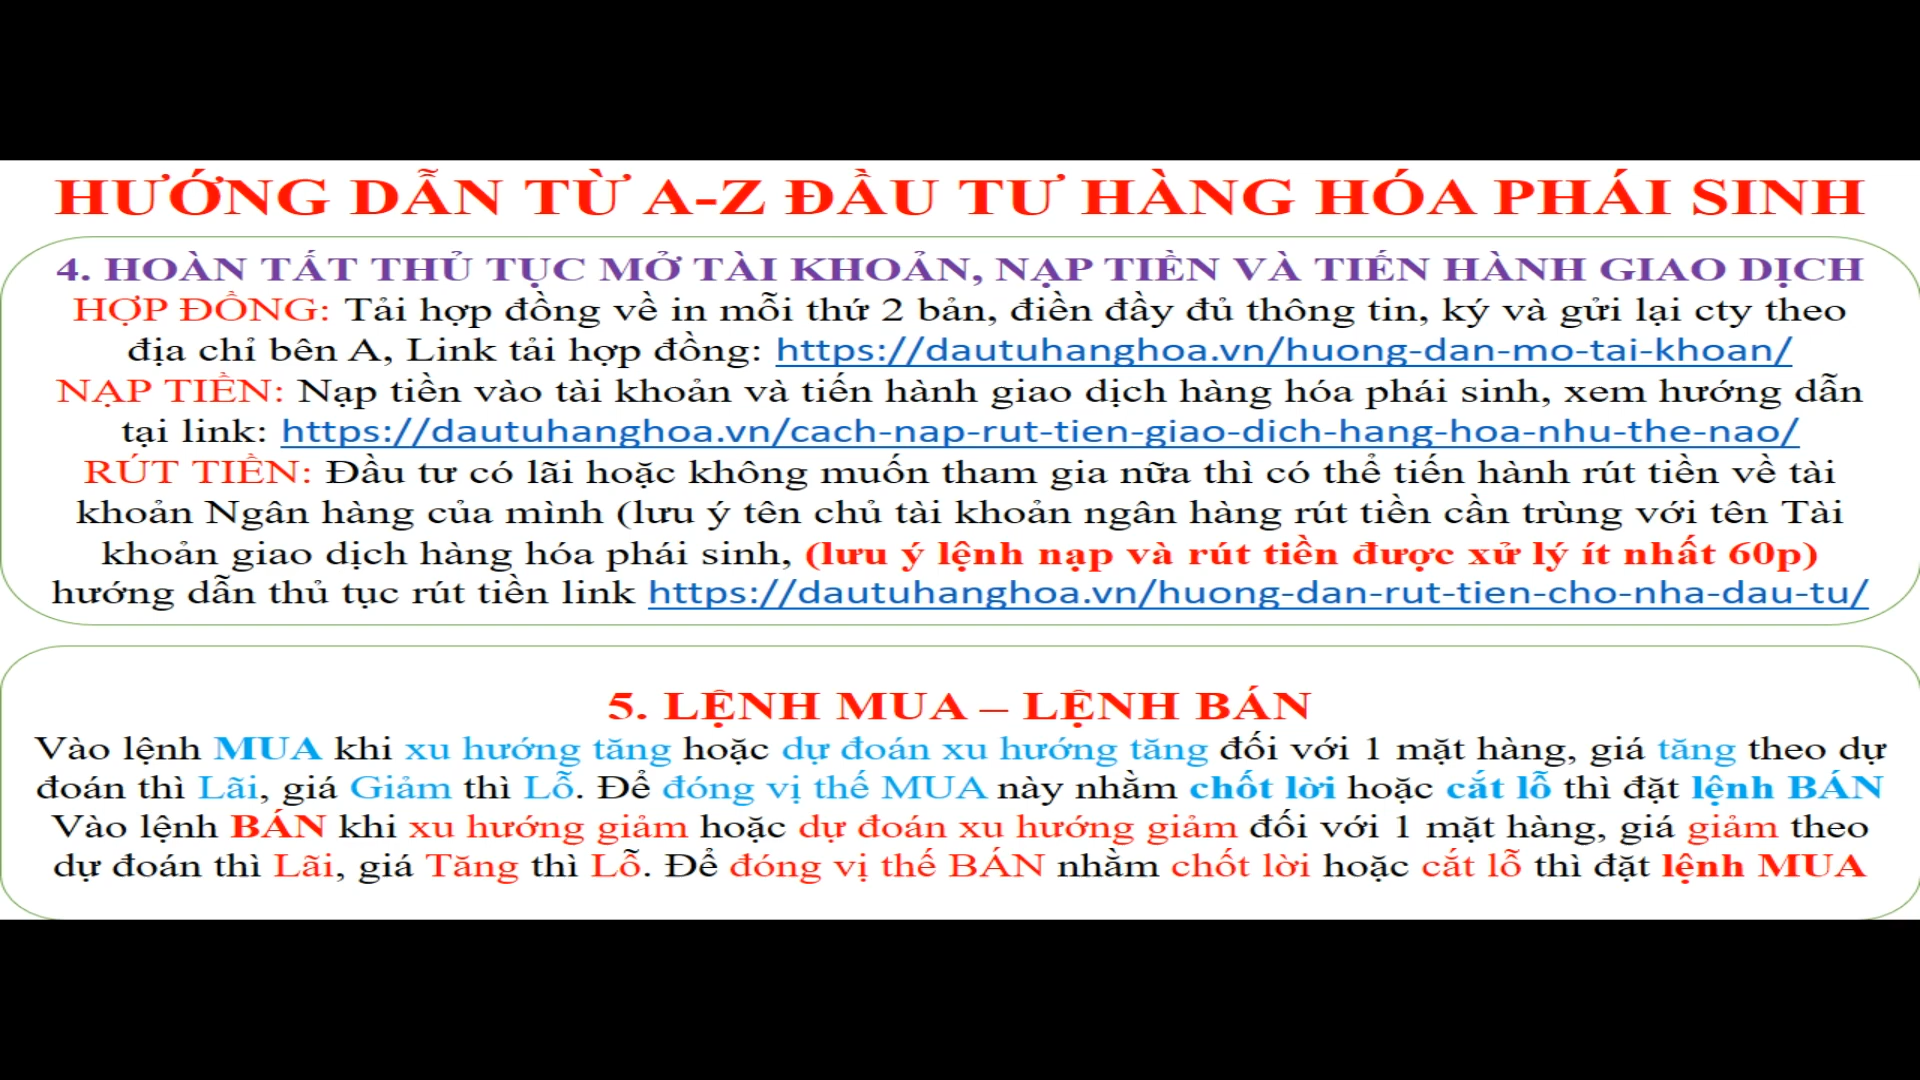 HƯỚNG DẪN TỪ A-Z ĐẦU TƯ HÀNG HÓA PHÁI SINH
4. HOÀN TẤT THỦ TỤC MỞ TÀI KHOẢN, NẠP TIỀN VÀ TIẾN HÀNH GIAO DỊCH
HỢP ĐỒNG: Tải hợp đồng về in mỗi thứ 2 bản, điền đầy đủ thông tin, ký và gửi lại cty theo
địa chỉ bên A, Link tải hợp đồng: https://dautuhanghoa.vn/huong-dan-mo-tai-khoan/
NẠP TIỀN: Nạp tiền vào tài khoản và tiến hành giao dịch hàng hóa phái sinh, xem hướng dẫn
tại link: https://dautuhanghoa.vn/cach-nap-rut-tien-giao-dich-hang-hoa-nhu-the-nao/
RÚT TIỀN: Đầu tư có lãi hoặc không muốn tham gia nữa thì có thể tiến hành rút tiền về tài
khoản Ngân hàng của mình (lưu ý tên chủ tài khoản ngân hàng rút tiền cần trùng với tên Tài
khoản giao dịch hàng hóa phái sinh, (lưu ý lệnh nạp và rút tiền được xử lý ít nhất 60p)
hướng dẫn thủ tục rút tiền link https://dautuhanghoa.vn/huong-dan-rut-tien-cho-nha-dau-tu/
5. LỆNH MUA – LỆNH BÁN
Vào lệnh MUA khi xu hướng tăng hoặc dự đoán xu hướng tăng đối với 1 mặt hàng, giá tăng theo dự
đoán thì Lãi, giá Giảm thì Lỗ. Để đóng vị thế MUA này nhằm chốt lời hoặc cắt lỗ thì đặt lệnh BÁN
Vào lệnh BÁN khi xu hướng giảm hoặc dự đoán xu hướng giảm đối với 1 mặt hàng, giá giảm theo
dự đoán thì Lãi, giá Tăng thì Lỗ. Để đóng vị thế BÁN nhằm chốt lời hoặc cắt lỗ thì đặt lệnh MUA